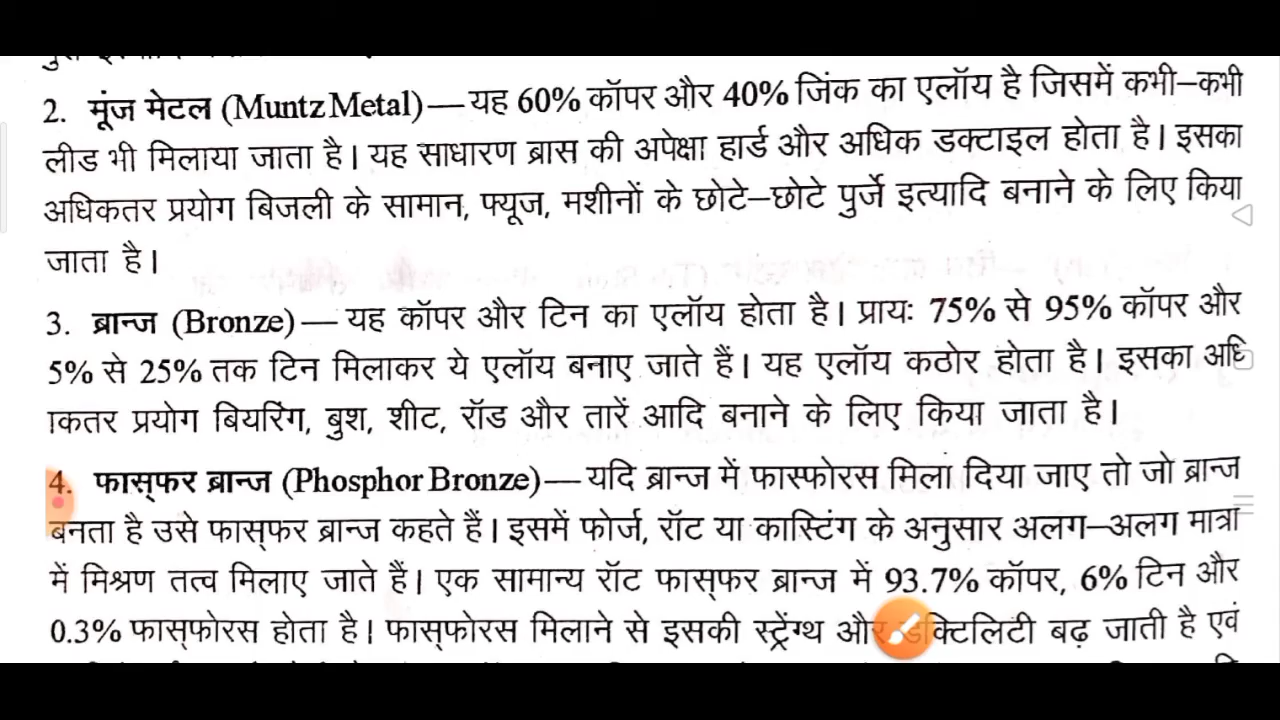 2. मूंज मेटल (Muntz Metal)—यह 60% कॉपर और 40% जिंक का एलॉय है जिसमें कभी–कभी
लीड भी मिलाया जाता है। यह साधारण ब्रास की अपेक्षा हार्ड और अधिक डक्टाइल होता है। इसका
अधिकतर प्रयोग बिजली के सामान, फ्यूज, मशीनों के छोटे–छोटे पुर्जे इत्यादि बनाने के लिए किया
जाता है।
3. ब्रान्ज (Bronze)— यह कॉपर और टिन का एलॉय होता है। प्रायः 75% से 95% कॉपर और
5% से 25% तक टिन मिलाकर ये एलॉय बनाए जाते हैं। यह एलॉय कठोर होता है। इसका अधि
ाकतर प्रयोग बियरिंग, बुश, शीट, रॉड और तारें आदि बनाने के लिए किया जाता है।
4. फास्‌फर ब्रान्ज (Phosphor Bronze)—यदि ब्रान्ज में फास्फोरस मिला दिया जाए तो जो ब्रान्ज
बनता है उसे फास्‌फर ब्रान्ज कहते हैं। इसमें फोर्ज, रॉट या कास्टिंग के अनुसार अलग–अलग मात्रा
में मिश्रण तत्व मिलाए जाते हैं। एक सामान्य रॉट फास्‌फर ब्रान्ज में 93.7% कॉपर, 6% टिन और
0.3% फास्‌फोरस होता है। फास्‌फोरस मिलाने से इसकी स्ट्रेंग्थ और डक्टिलिटी बढ़ जाती है एवं